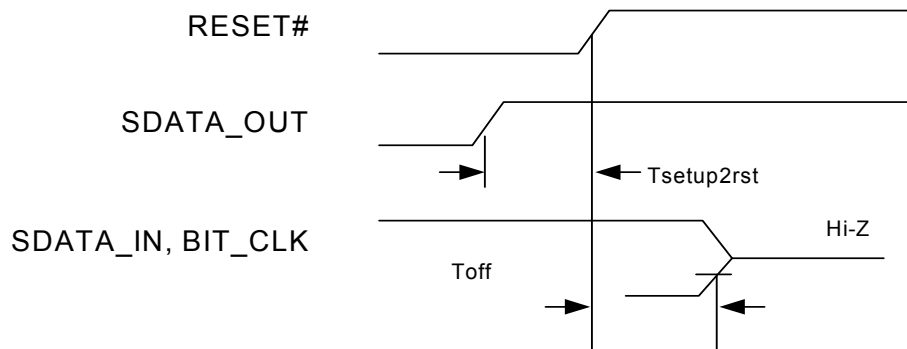 RESET#
SDATA_OUT
Tsetup2rst
SDATA_IN, BIT_CLK
Hi-Z
Toff